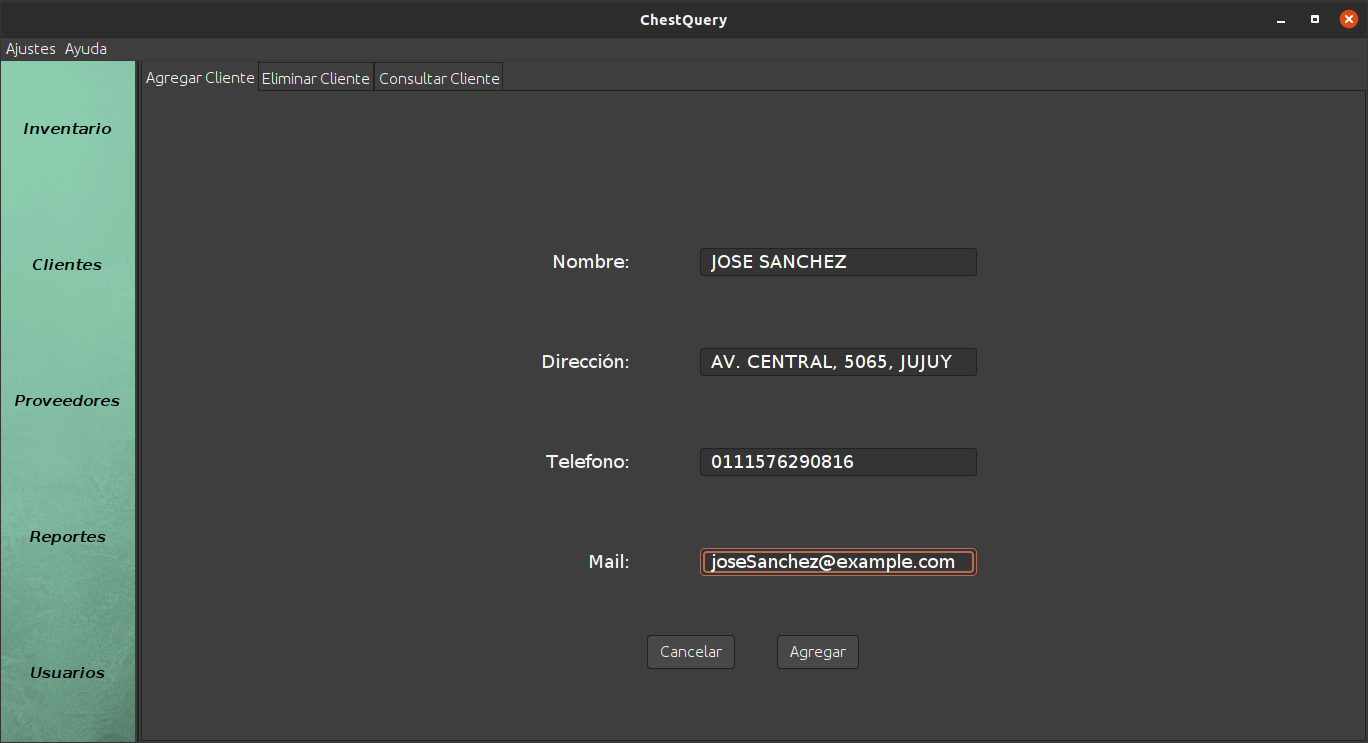 ChestQuery
Ajustes Ayuda
Agregar Cliente Eliminar Cliente Consultar Cliente
Inventario
Clientes
Proveedores
Reportes
Usuarios
Nombre: JOSE SANCHEZ
Dirección: AV. CENTRAL, 5065, JUJUY
Telefono: 0111576290816
Mail: joseSanchez@example.com
Cancelar Agregar